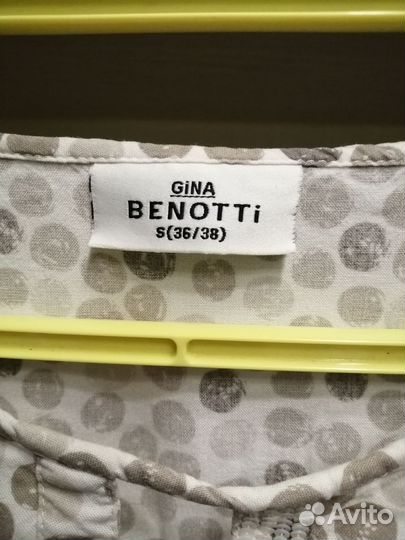 GiNA
BENOTTi
S(36/38)
Avito